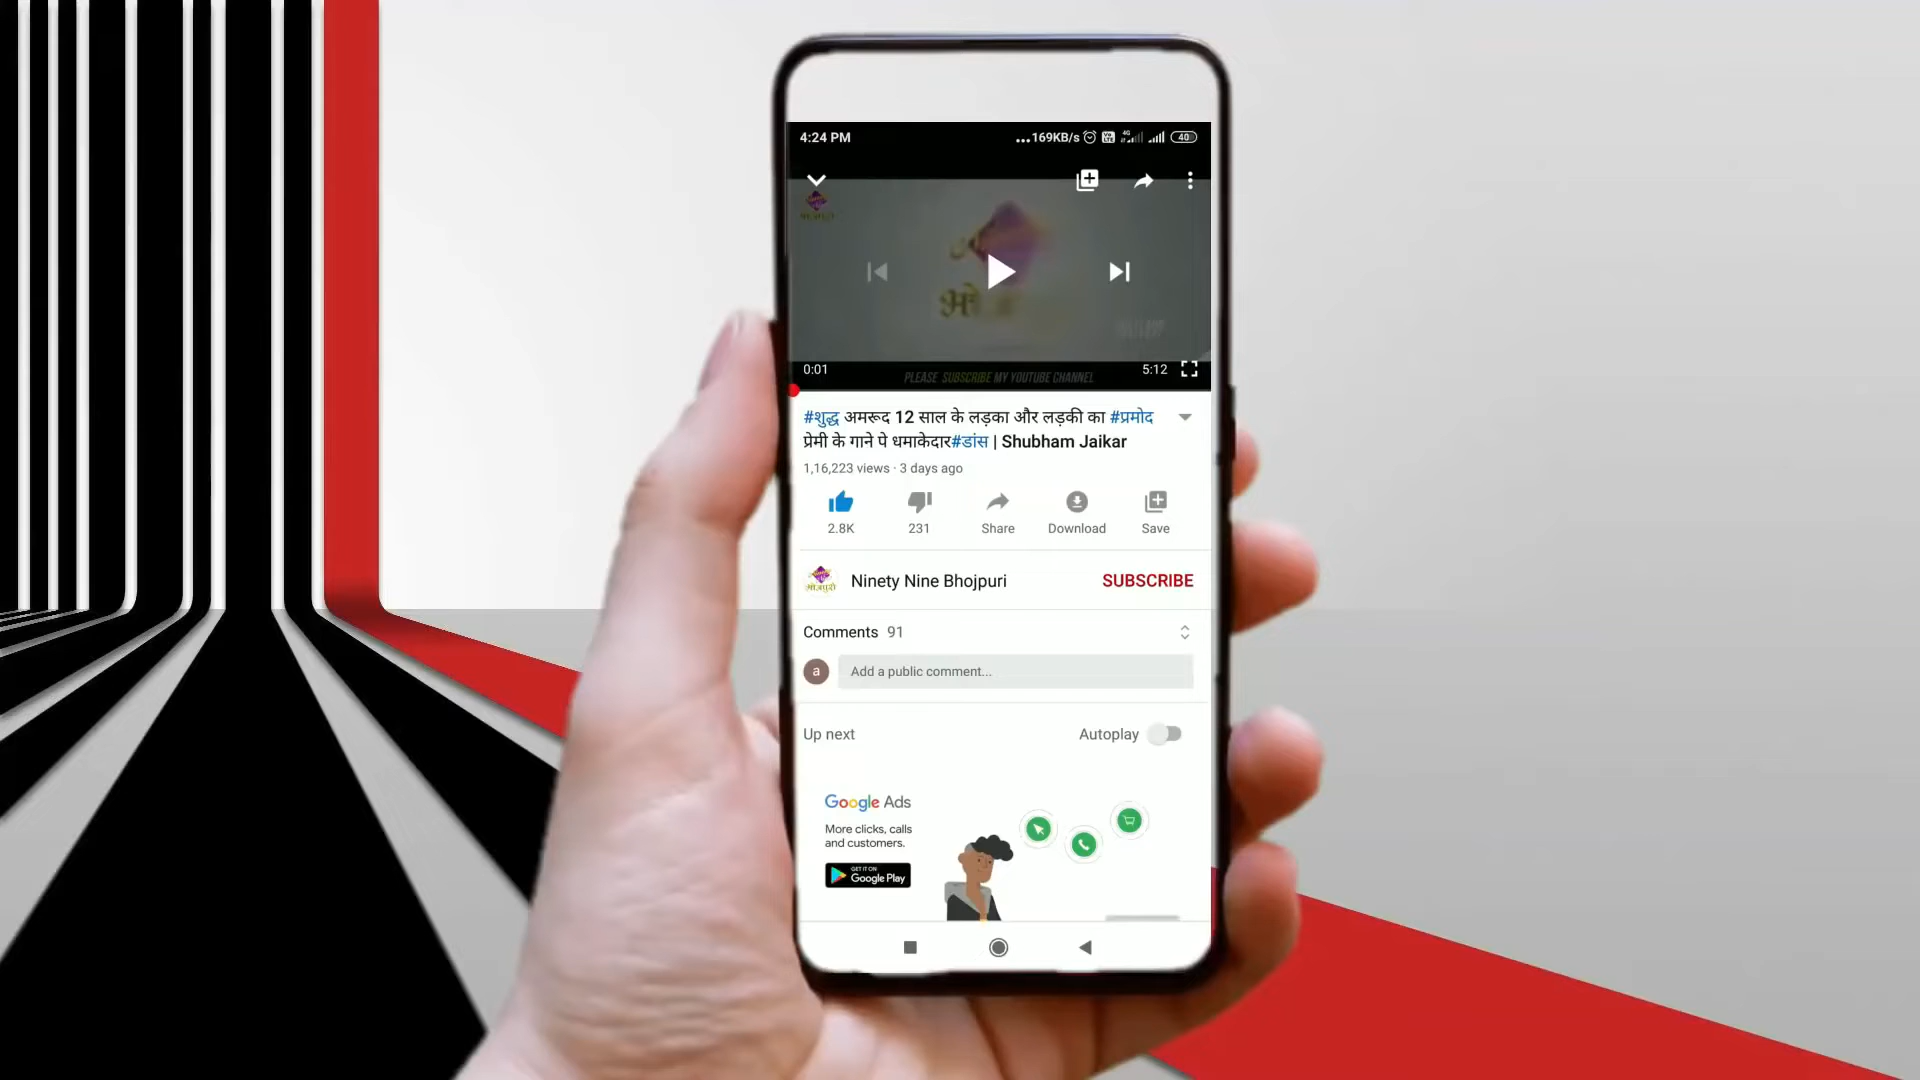 4:24 PM
...169KB/s 4G 40
0:01
5:12
PLEASE SUBSCRIBE MY YOUTUBE CHANNEL
#शुद्ध अमरूद 12 साल के लड़का और लड़की का #प्रमोद
प्रेमी के गाने पे धमाकेदार#डांस | Shubham Jaikar
1,16,223 views · 3 days ago
2.8K
231
Share
Download
Save
भोजपुरी
Ninety Nine Bhojpuri
SUBSCRIBE
Comments 91
a
Add a public comment...
Up next
Autoplay
Google Ads
More clicks, calls
and customers.
GET IT ON
Google Play